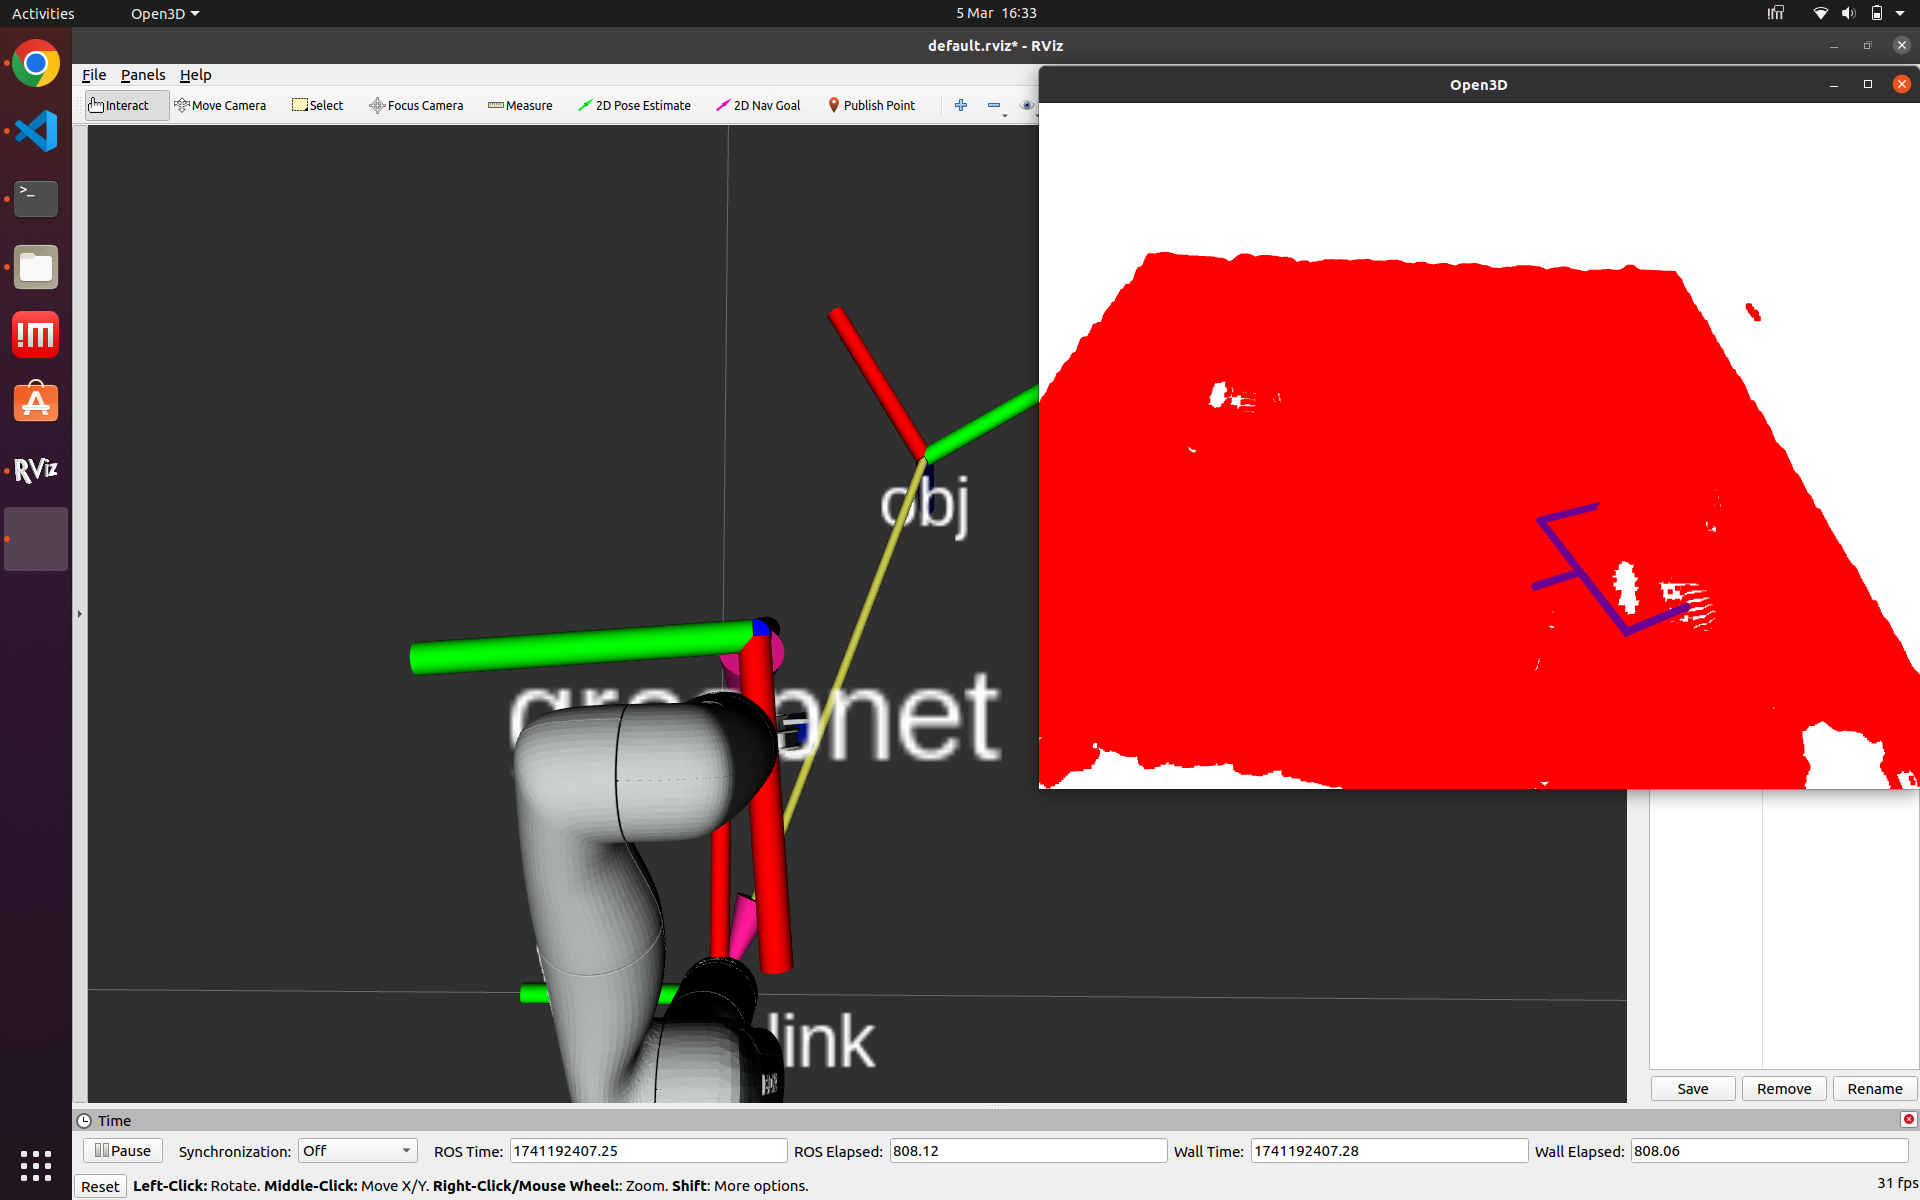 Activities Open3D 5 Mar 16:33
default.rviz* - RViz
File Panels Help
Open3D
Interact Move Camera Select Focus Camera Measure 2D Pose Estimate 2D Nav Goal Publish Point
>_
!m
A
RViz
obj
link
Save Remove Rename
Time
Pause Synchronization: Off ROS Time: 1741192407.25 ROS Elapsed: 808.12 Wall Time: 1741192407.28 Wall Elapsed: 808.06
Reset Left-Click: Rotate. Middle-Click: Move X/Y. Right-Click/Mouse Wheel:: Zoom. Shift: More options. 31 fps